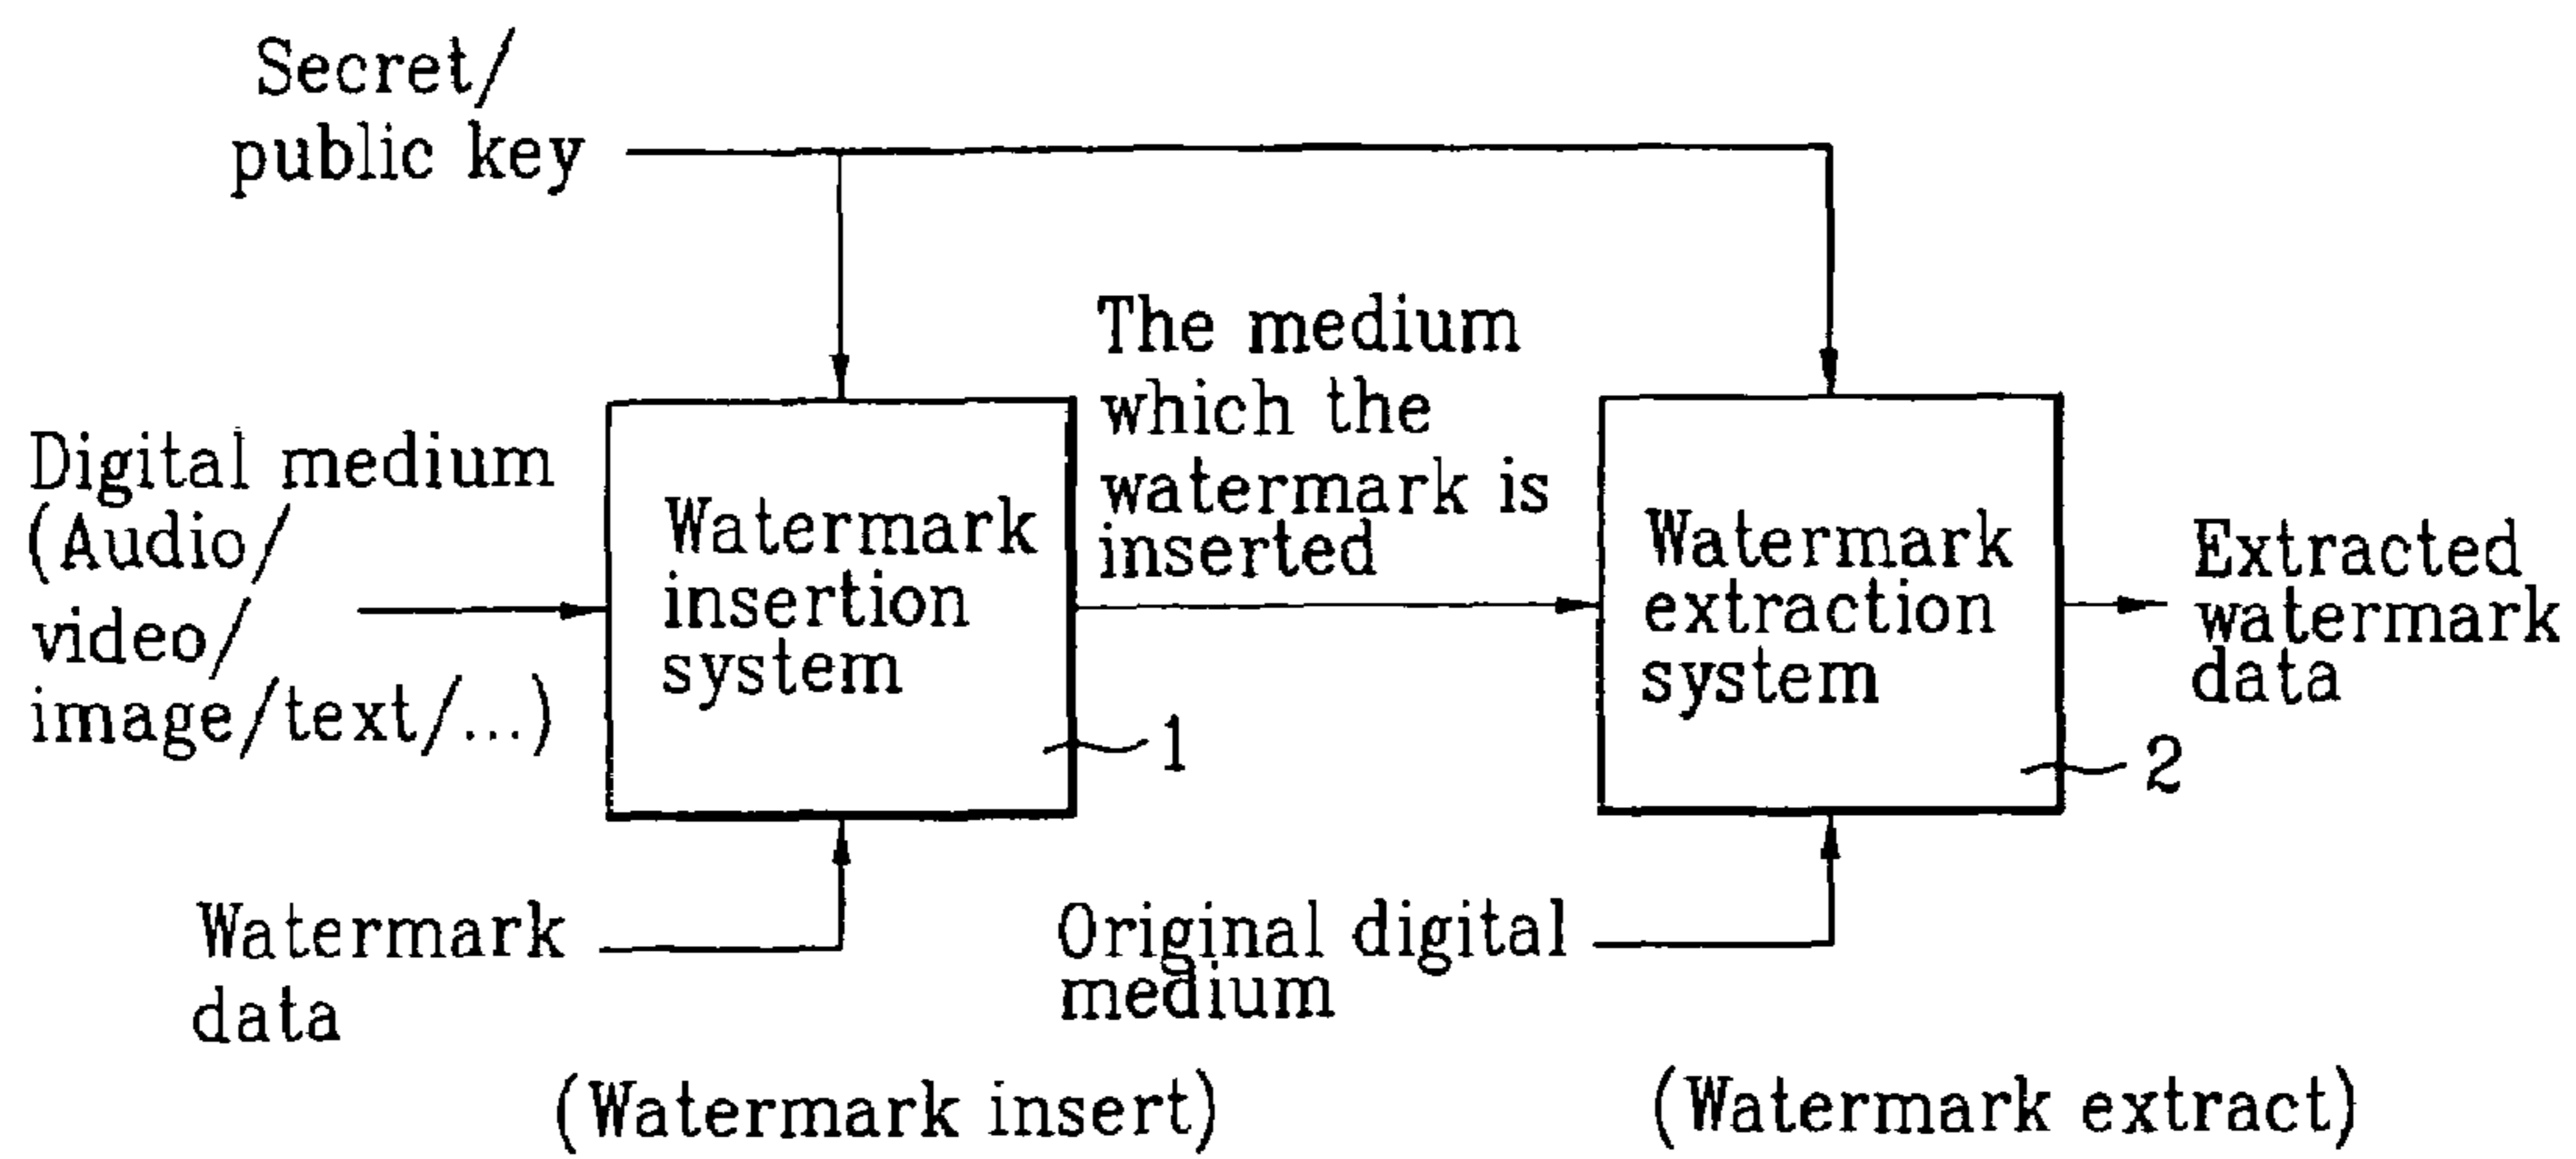 Secret/
public key
The medium
which the
watermark is
inserted
Digital medium
(Audio/
video/
image/text/...)
Watermark
insertion
system
1
Watermark
extraction
system
2
Extracted
watermark
data
Watermark
data
Original digital
medium
(Watermark insert)
(Watermark extract)